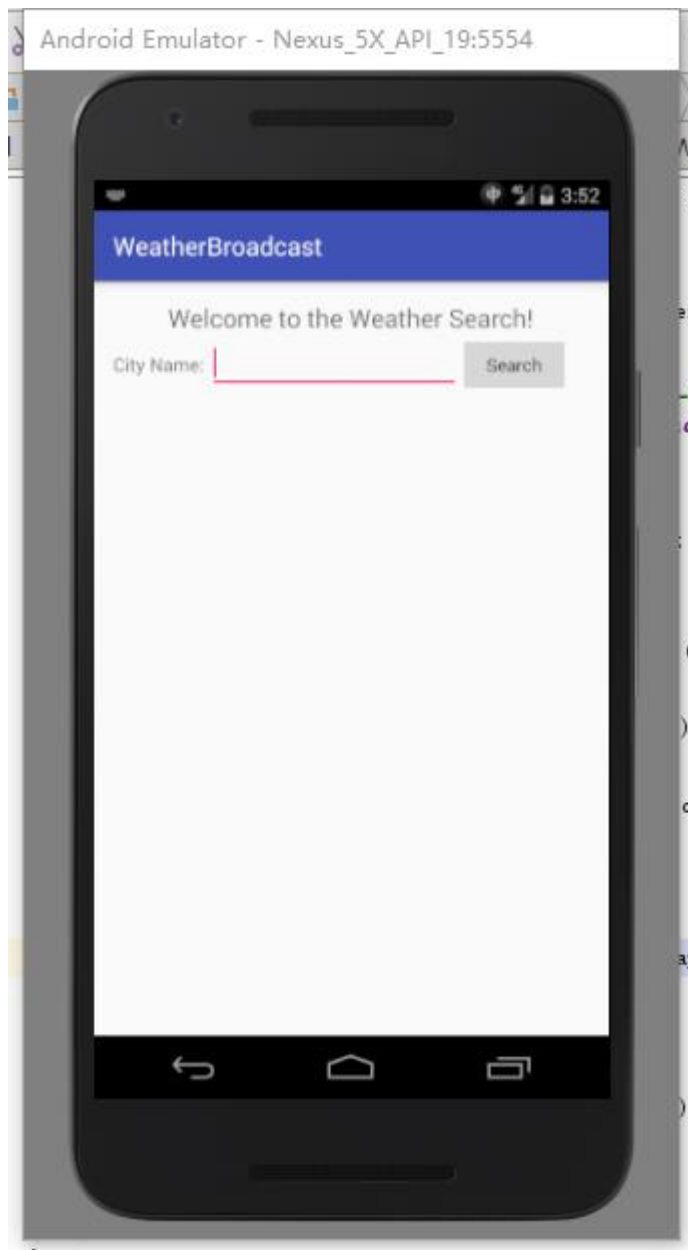 Android Emulator - Nexus_5X_API_19:5554
3:52
WeatherBroadcast
Welcome to the Weather Search!
City Name:
Search